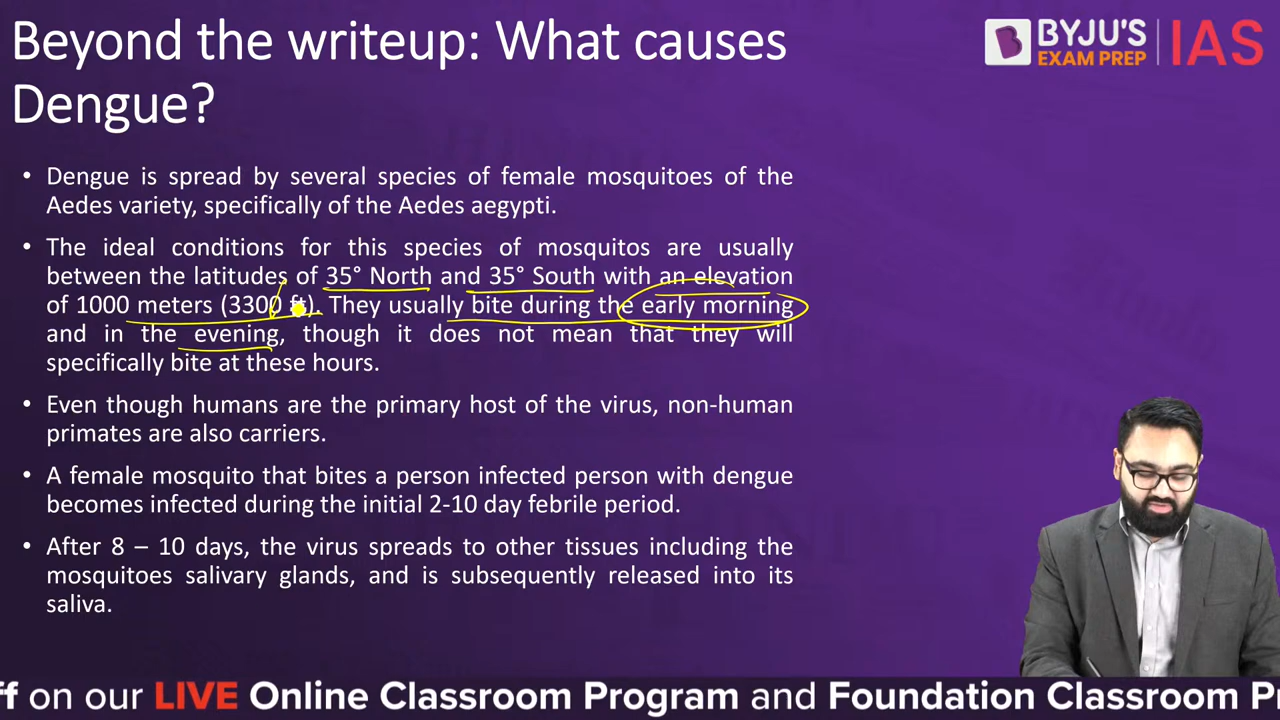 Beyond the writeup: What causes
Dengue?
BYJU'S
EXAM PREP
IAS
• Dengue is spread by several species of female mosquitoes of the
Aedes variety, specifically of the Aedes aegypti.
• The ideal conditions for this species of mosquitos are usually
between the latitudes of 35° North and 35° South with an elevation
of 1000 meters (3300 ft). They usually bite during the early morning
and in the evening, though it does not mean that they will
specifically bite at these hours.
• Even though humans are the primary host of the virus, non-human
primates are also carriers.
• A female mosquito that bites a person infected person with dengue
becomes infected during the initial 2-10 day febrile period.
• After 8 – 10 days, the virus spreads to other tissues including the
mosquitoes salivary glands, and is subsequently released into its
saliva.
on our LIVE Online Classroom Program and Foundation Classroom